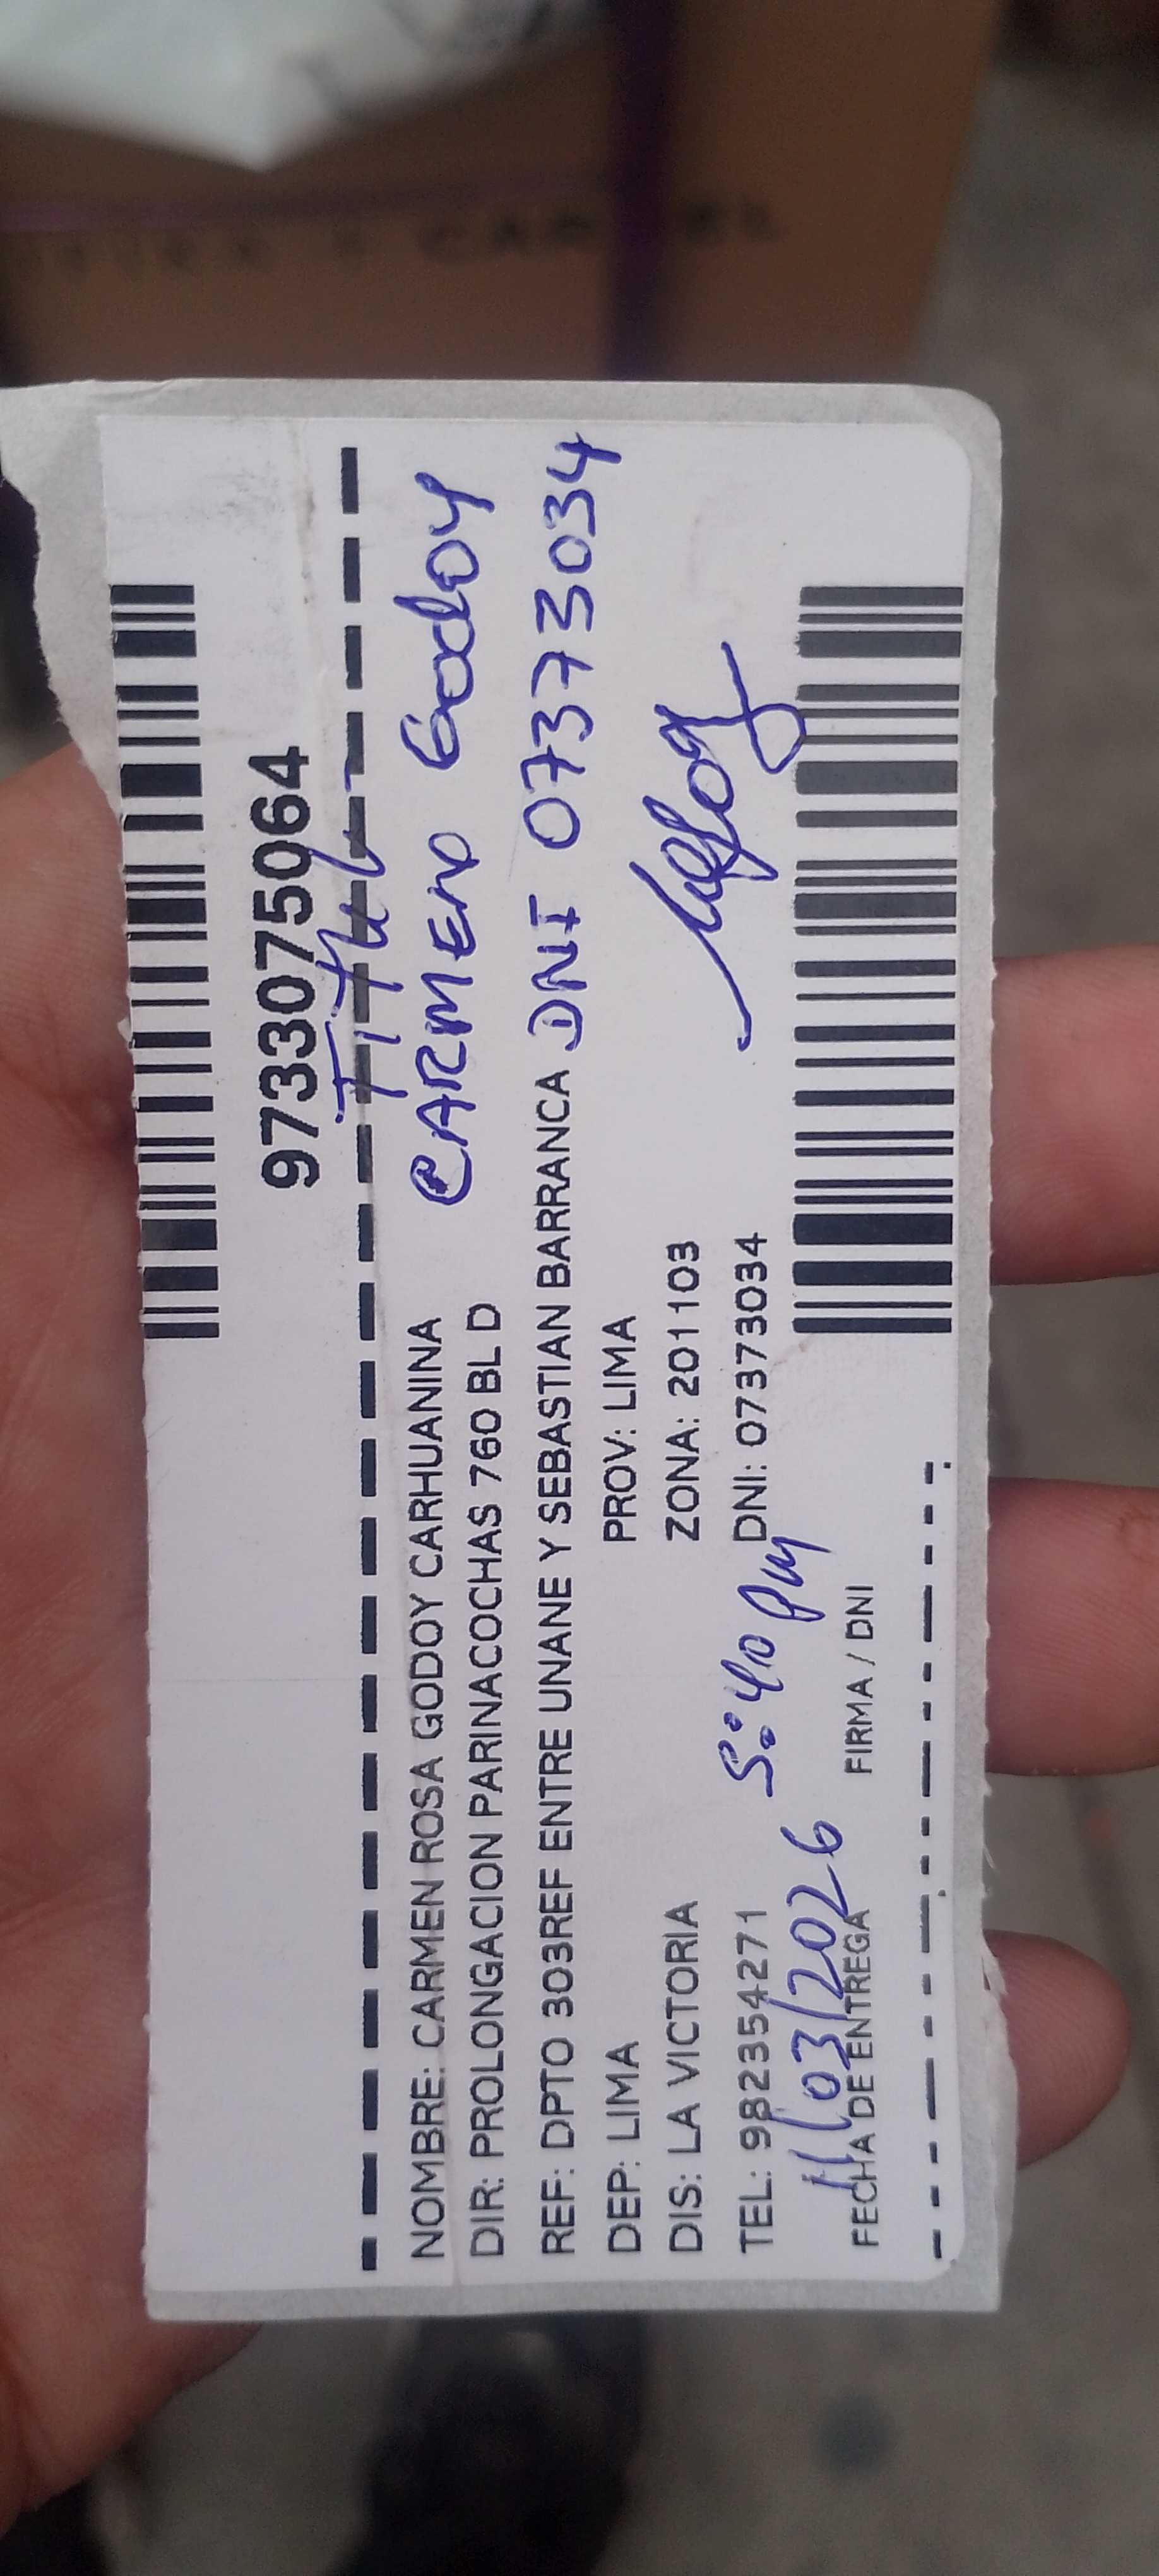 9733075064
NOMBRE: CARMEN ROSA GODOY CARHUANINA
CARMEN Godoy
DIR: PROLONGACION PARINACOCHAS 760 BL D
REF: DPTO 303REF ENTRE UNANE Y SEBASTIAN BARRANCA
DNI 07373034
DEP: LIMA PROV: LIMA
DIS: LA VICTORIA ZONA: 201103
TEL: 982354271 DNI: 07373034
11/03/2026 5:40 pm
FECHA DE ENTREGA FIRMA / DNI